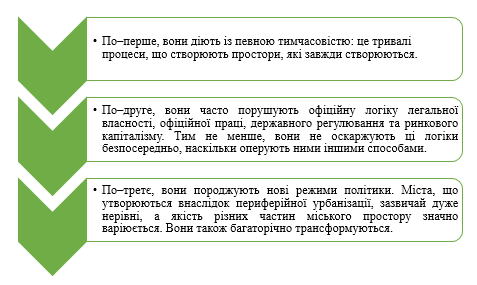 • По–перше, вони діють із певною тимчасовістю: це тривалі
процеси, що створюють простори, які завжди створюються.
• По–друге, вони часто порушують офіційну логіку легальної
власності, офіційної праці, державного регулювання та ринкового
капіталізму. Тим не менше, вони не оскаржують ці логіки
безпосередньо, наскільки оперують ними іншими способами.
• По–третє, вони породжують нові режими політики. Міста, що
утворюються внаслідок периферійної урбанізації, зазвичай дуже
нерівні, а якість різних частин міського простору значно
варіюється. Вони також багаторічно трансформуються.